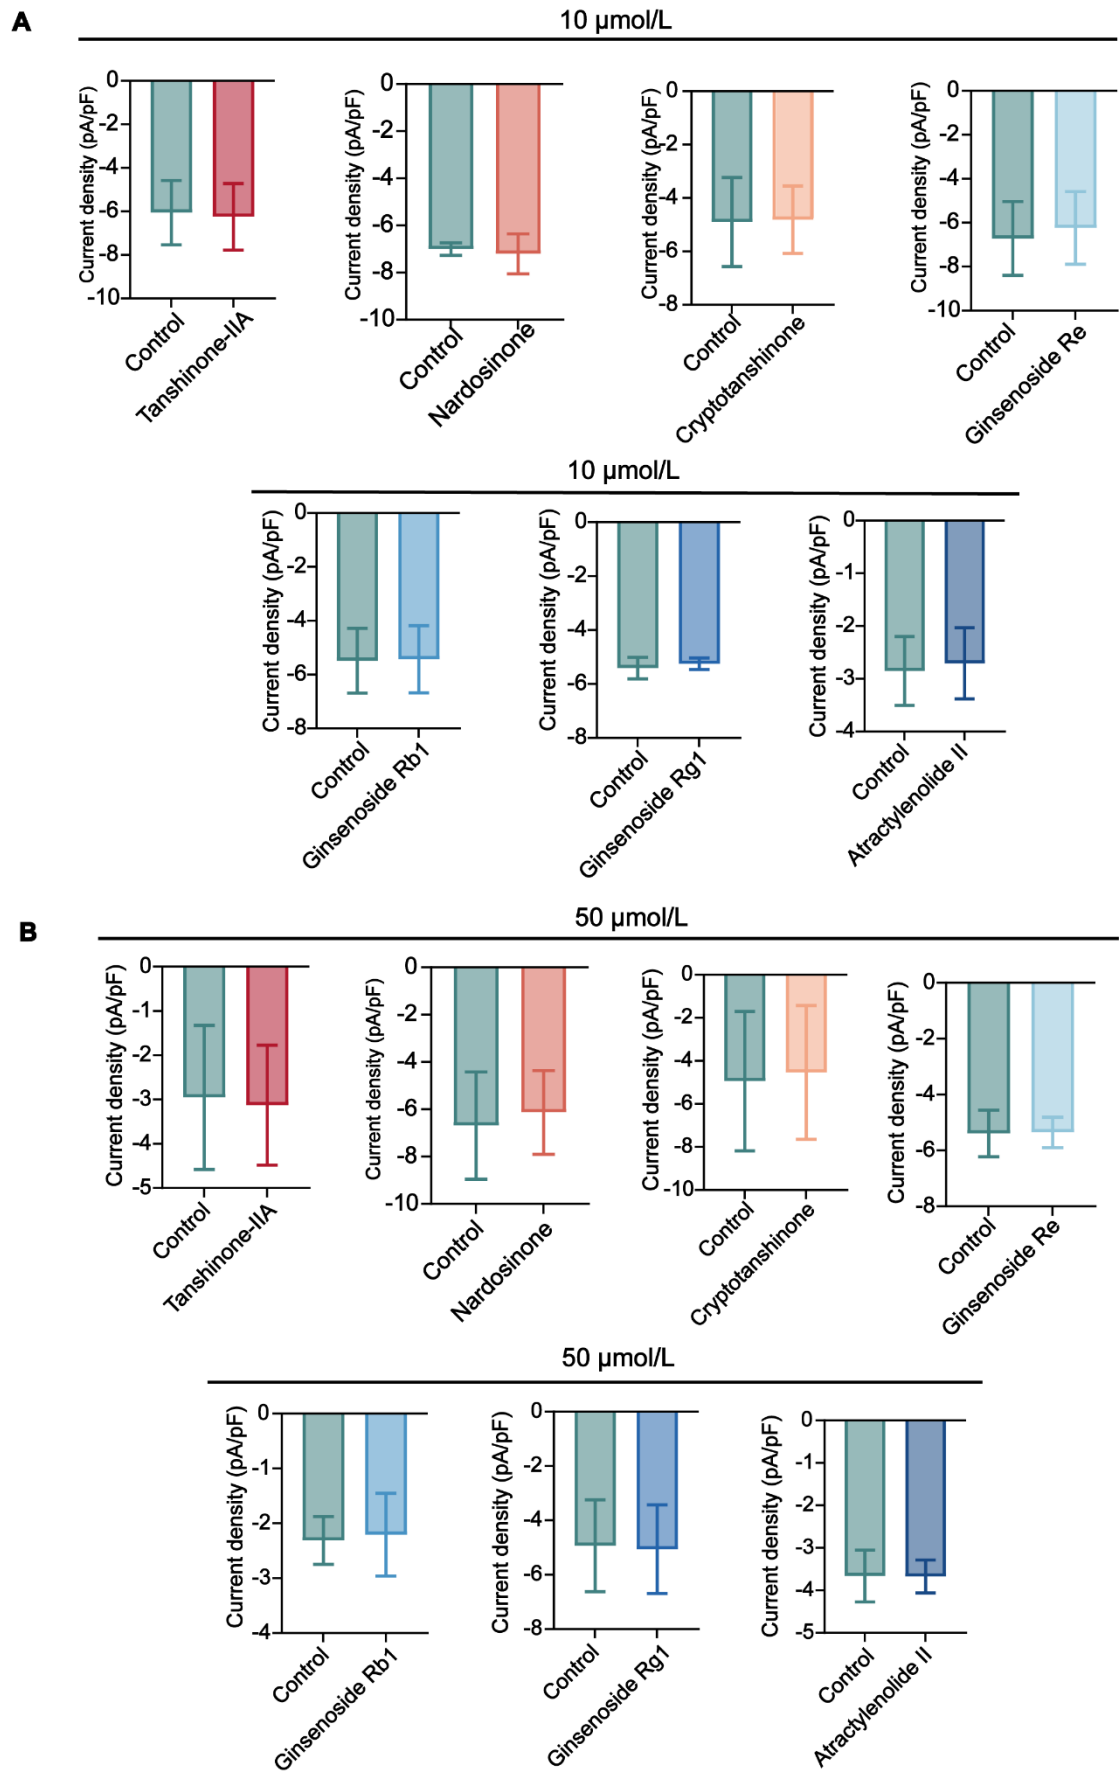 A
10 µmol/L
Current density (pA/pF)
0
-2
-4
-6
-8
-10
Control
Tanshinone-IIA
Current density (pA/pF)
0
-2
-4
-6
-8
-10
Control
Nardosinone
Current density (pA/pF)
0
-2
-4
-6
-8
Control
Cryptotanshinone
Current density (pA/pF)
0
-2
-4
-6
-8
-10
Control
Ginsenoside Re
10 µmol/L
Current density (pA/pF)
0
-2
-4
-6
-8
Control
Ginsenoside Rb1
Current density (pA/pF)
0
-2
-4
-6
-8
Control
Ginsenoside Rg1
Current density (pA/pF)
0
-1
-2
-3
-4
Control
Atractylenolide II
B
50 µmol/L
Current density (pA/pF)
0
-1
-2
-3
-4
-5
Control
Tanshinone-IIA
Current density (pA/pF)
0
-2
-4
-6
-8
-10
Control
Nardosinone
Current density (pA/pF)
0
-2
-4
-6
-8
-10
Control
Cryptotanshinone
Current density (pA/pF)
0
-2
-4
-6
-8
Control
Ginsenoside Re
50 µmol/L
Current density (pA/pF)
0
-1
-2
-3
-4
Control
Ginsenoside Rb1
Current density (pA/pF)
0
-2
-4
-6
-8
Control
Ginsenoside Rg1
Current density (pA/pF)
0
-1
-2
-3
-4
-5
Control
Atractylenolide II